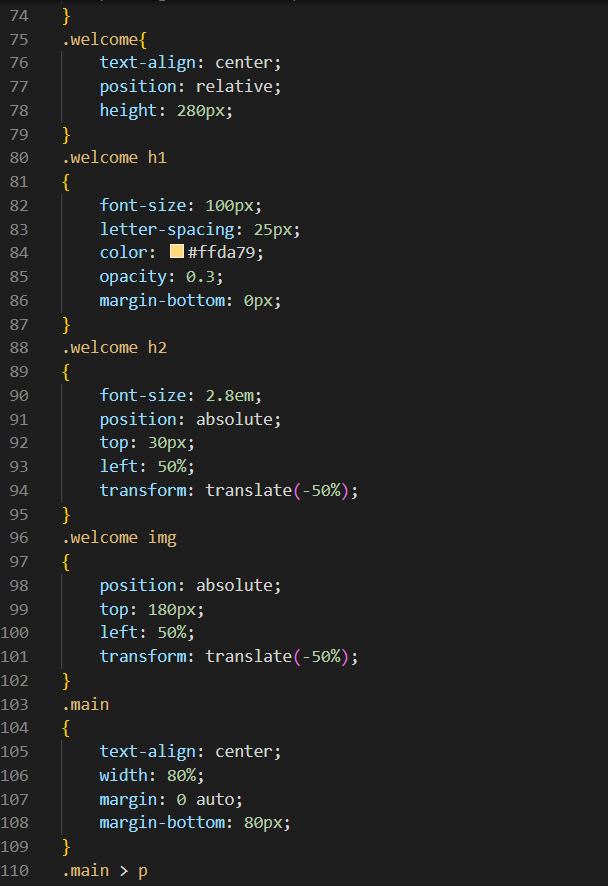 74 }
75 .welcome{
76 text-align: center;
77 position: relative;
78 height: 280px;
79 }
80 .welcome h1
81 {
82 font-size: 100px;
83 letter-spacing: 25px;
84 color: #ffda79;
85 opacity: 0.3;
86 margin-bottom: 0px;
87 }
88 .welcome h2
89 {
90 font-size: 2.8em;
91 position: absolute;
92 top: 30px;
93 left: 50%;
94 transform: translate(-50%);
95 }
96 .welcome img
97 {
98 position: absolute;
99 top: 180px;
100 left: 50%;
101 transform: translate(-50%);
102 }
103 .main
104 {
105 text-align: center;
106 width: 80%;
107 margin: 0 auto;
108 margin-bottom: 80px;
109 }
110 .main > p